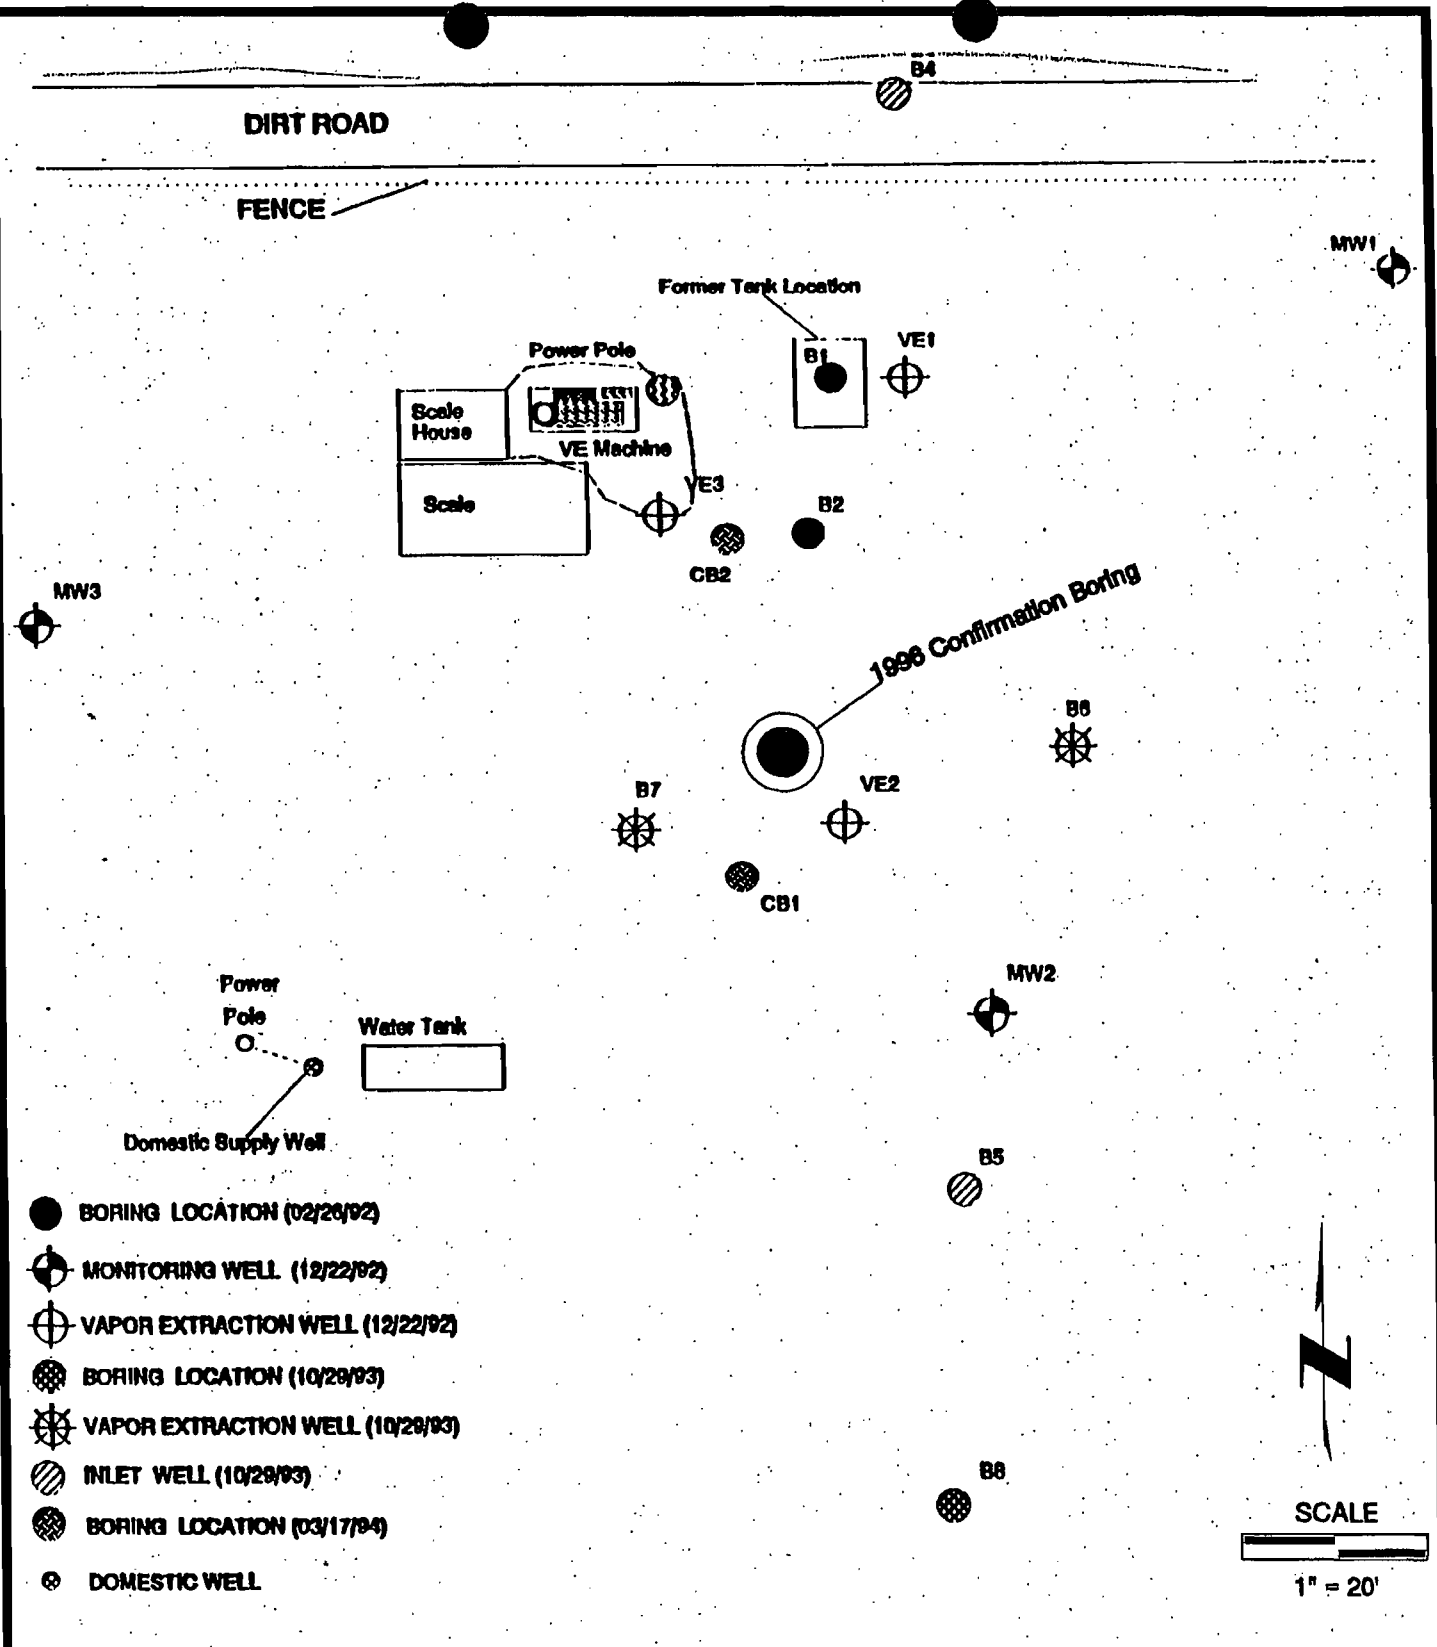 B4
DIRT ROAD
FENCE
MW1
Former Tank Location
VE1
B1
Power Pole
Scale
House
VE Machine
VE3
Scale
B2
CB2
MW3
1996 Confirmation Boring
B6
B7
VE2
CB1
MW2
Power
Pole
Water Tank
Domestic Supply Well
B5
BORING LOCATION (02/26/92)
MONITORING WELL (12/22/92)
VAPOR EXTRACTION WELL (12/22/92)
BORING LOCATION (10/29/93)
VAPOR EXTRACTION WELL (10/29/93)
INLET WELL (10/29/93)
B8
BORING LOCATION (03/17/94)
DOMESTIC WELL
N
SCALE
1" = 20'